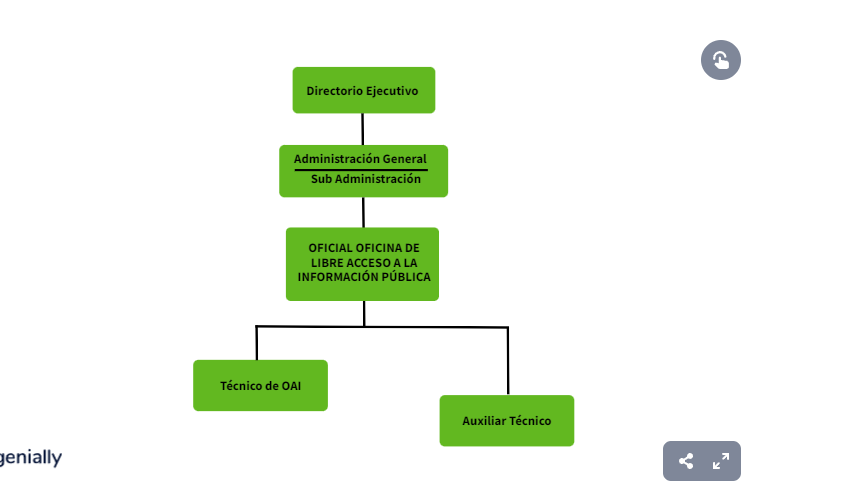 Directorio Ejecutivo
Administración General
Sub Administración
OFICIAL OFICINA DE
LIBRE ACCESO A LA
INFORMACIÓN PÚBLICA
Técnico de OAI
Auxiliar Técnico
genially